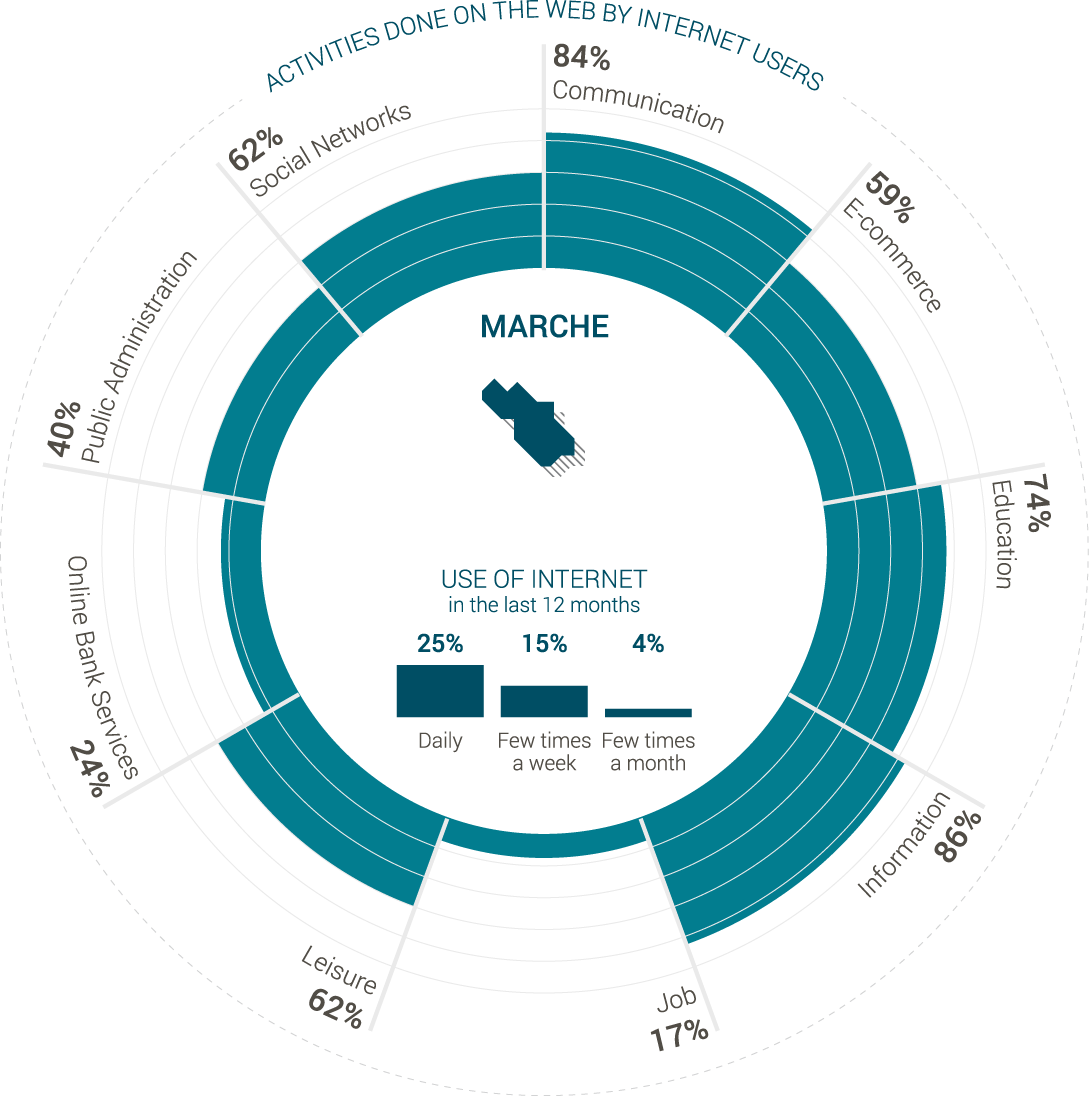 ACTIVITIES DONE ON THE WEB BY INTERNET USERS
84%
Communication
59%
E-commerce
74%
Education
86%
Information
Job
17%
Leisure
62%
Online Bank Services
24%
40%
Public Administration
62%
Social Networks
MARCHE
USE OF INTERNET
in the last 12 months
25% 15% 4%
Daily Few times Few times
a week a month